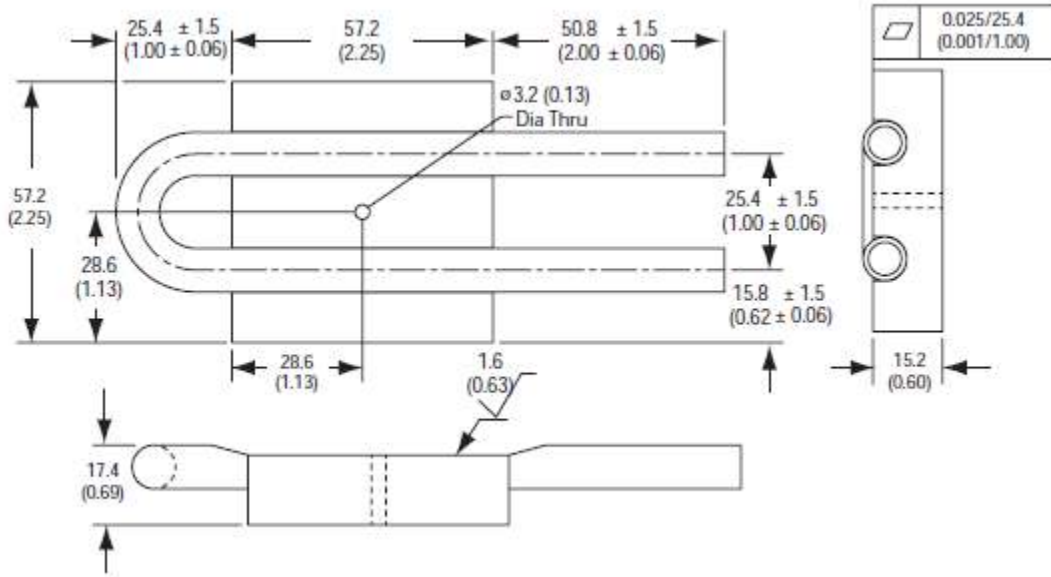 25.4 ± 1.5
(1.00 ± 0.06)
57.2
(2.25)
50.8 ± 1.5
(2.00 ± 0.06)
0.025/25.4
(0.001/1.00)
ø3.2 (0.13)
Dia Thru
57.2
(2.25)
25.4 ± 1.5
(1.00 ± 0.06)
28.6
(1.13)
15.8 ± 1.5
(0.62 ± 0.06)
28.6
(1.13)
1.6
(0.63)
15.2
(0.60)
17.4
(0.69)